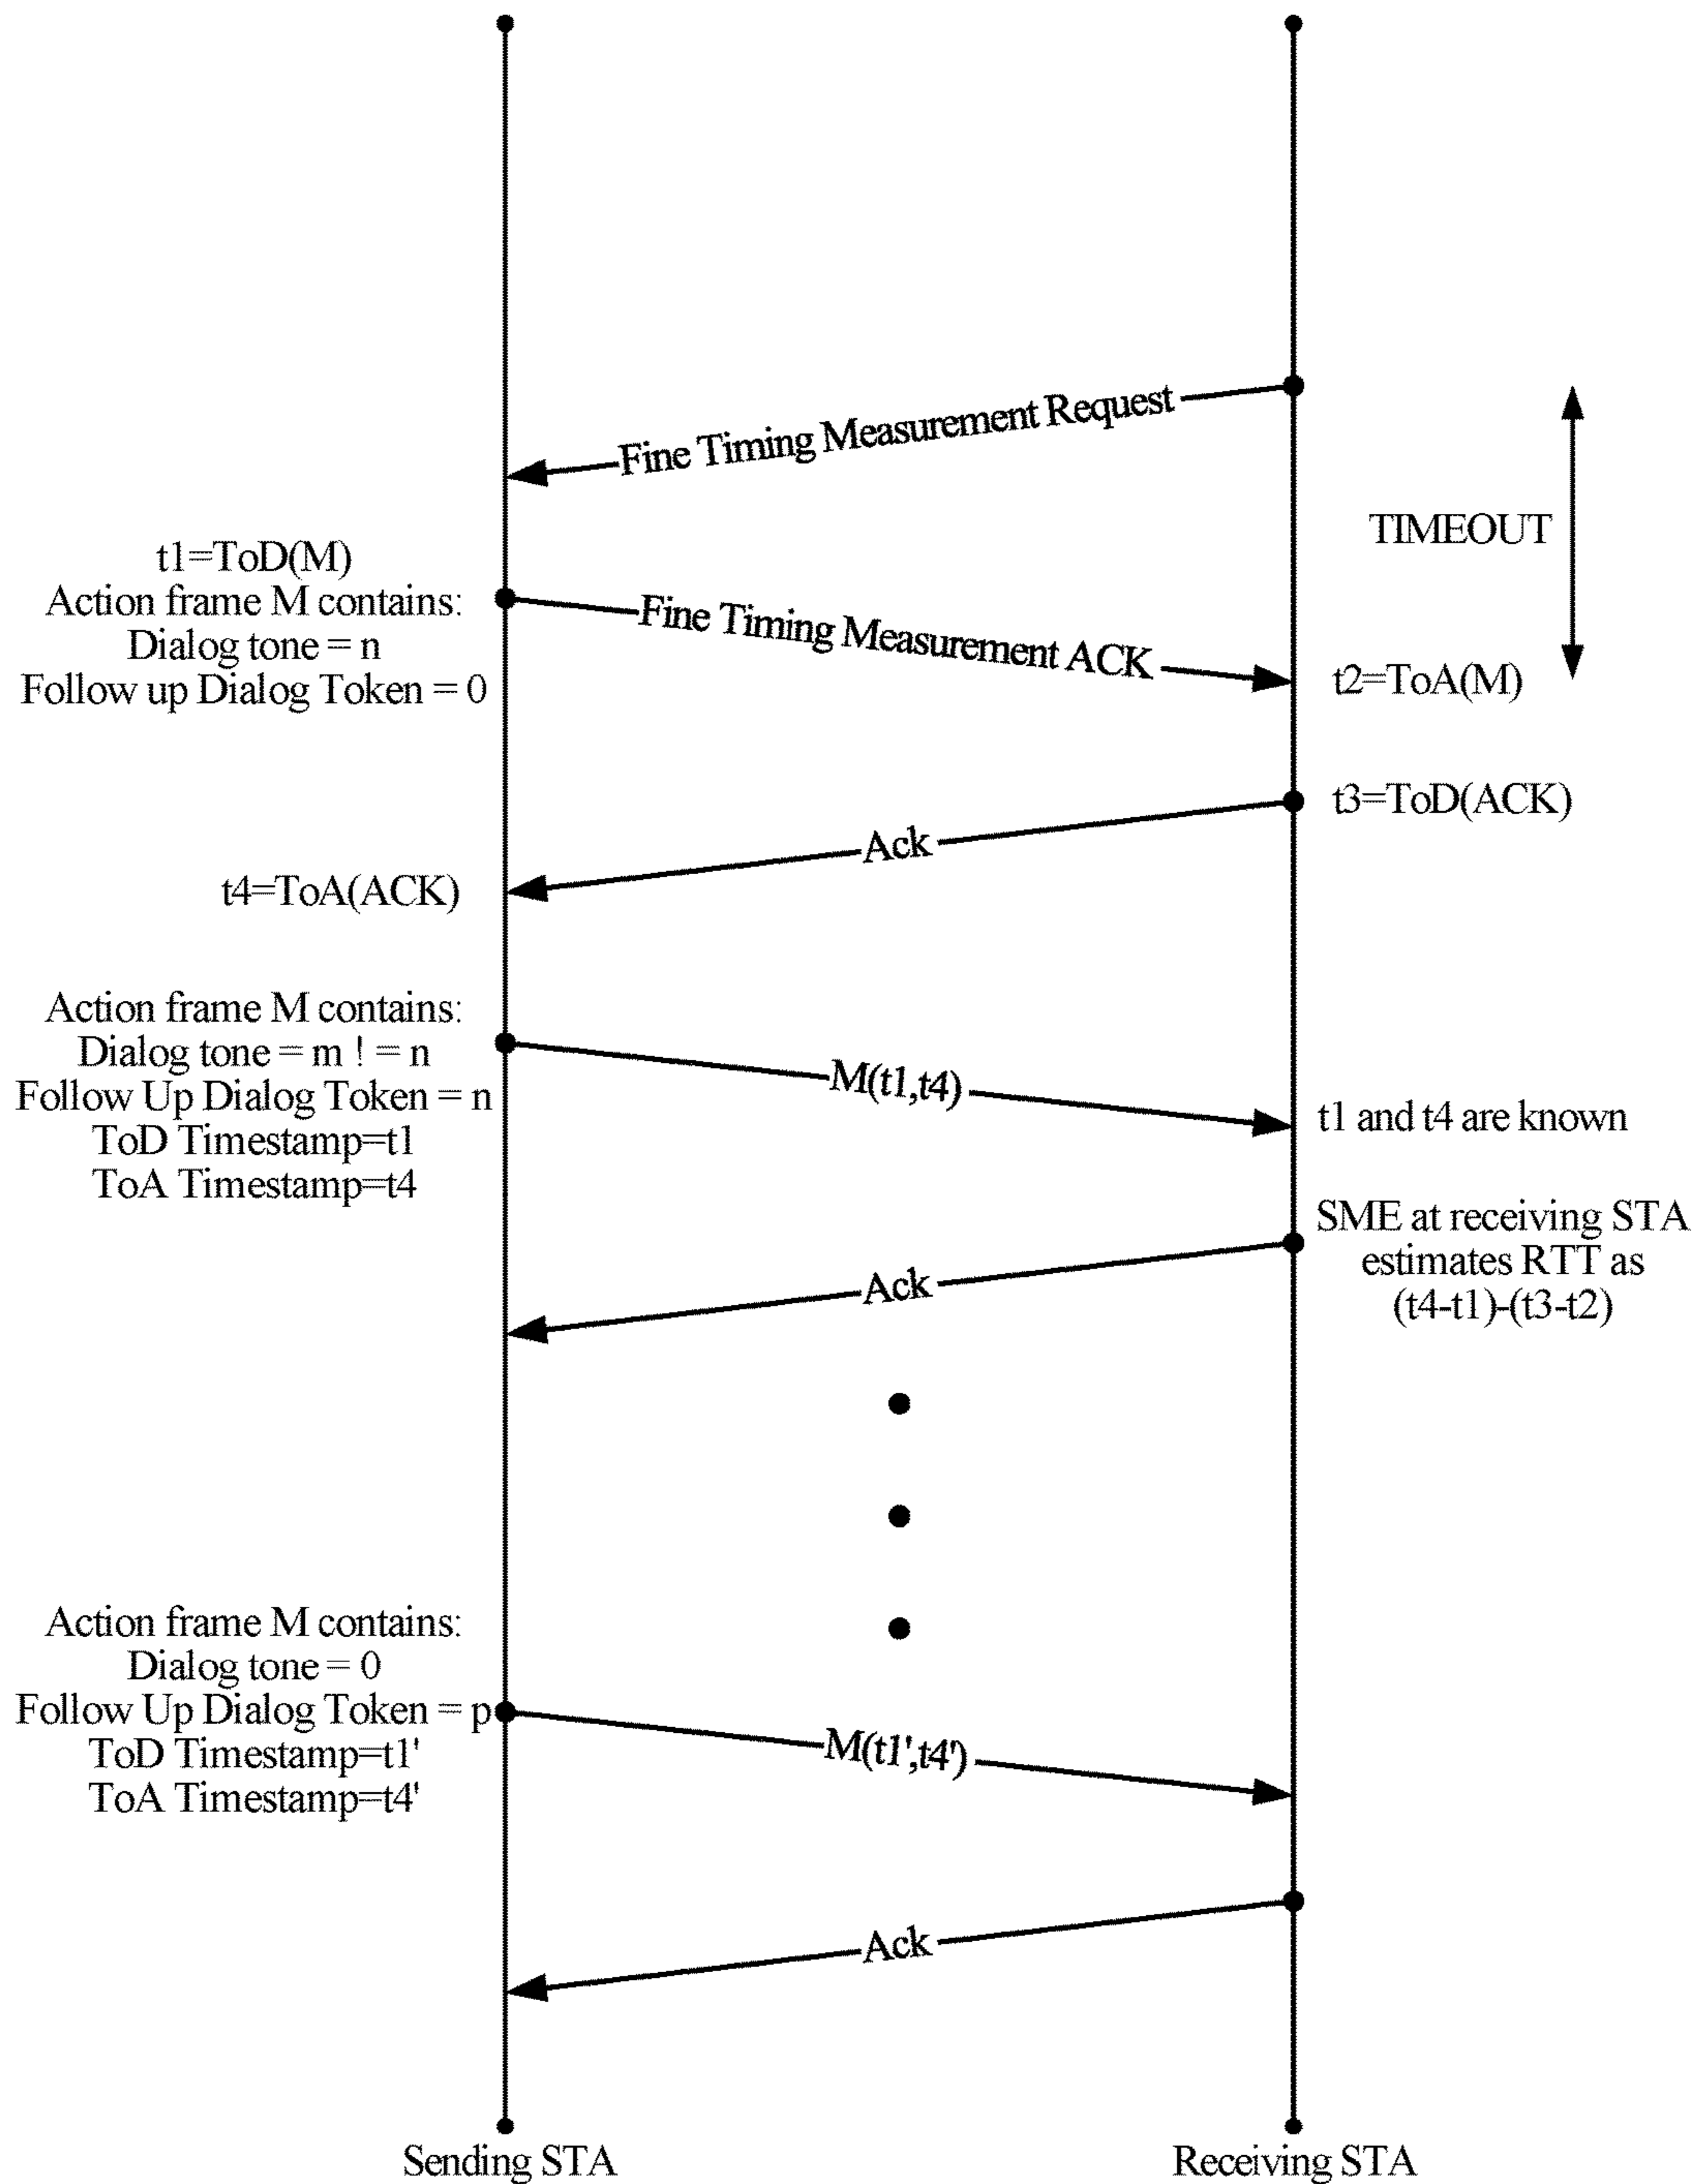 Fine Timing Measurement Request
TIMEOUT
t1=ToD(M)
Action frame M contains:
Dialog tone = n
Follow up Dialog Token = 0
Fine Timing Measurement ACK
t2=ToA(M)
t3=ToD(ACK)
Ack
t4=ToA(ACK)
Action frame M contains:
Dialog tone = m ! = n
Follow Up Dialog Token = n
ToD Timestamp=t1
ToA Timestamp=t4
M(t1,t4)
t1 and t4 are known
SME at receiving STA
estimates RTT as
(t4-t1)-(t3-t2)
Ack
Action frame M contains:
Dialog tone = 0
Follow Up Dialog Token = p
ToD Timestamp=t1'
ToA Timestamp=t4'
M(t1',t4')
Ack
Sending STA
Receiving STA